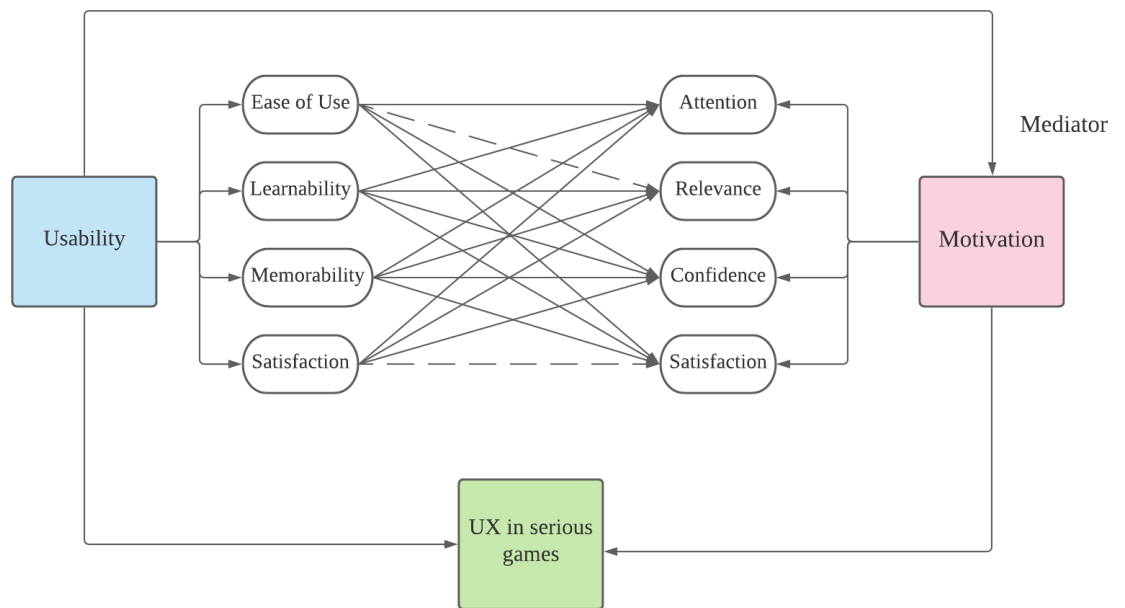 Ease of Use
Attention
Mediator
Learnability
Relevance
Usability
Motivation
Memorability
Confidence
Satisfaction
Satisfaction
UX in serious
games